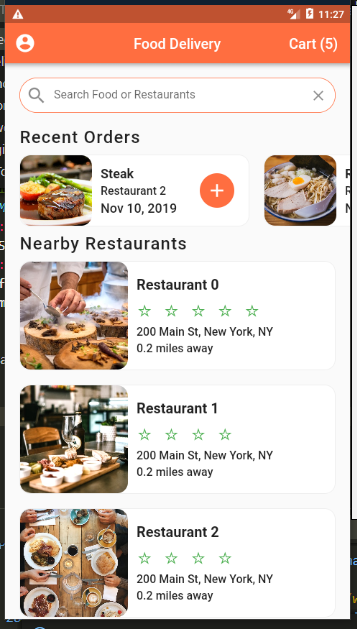 4G 11:27
Food Delivery Cart (5)
Search Food or Restaurants
Recent Orders
Steak
Restaurant 2
Nov 10, 2019
Nearby Restaurants
Restaurant 0
200 Main St, New York, NY
0.2 miles away
Restaurant 1
200 Main St, New York, NY
0.2 miles away
Restaurant 2
200 Main St, New York, NY
0.2 miles away